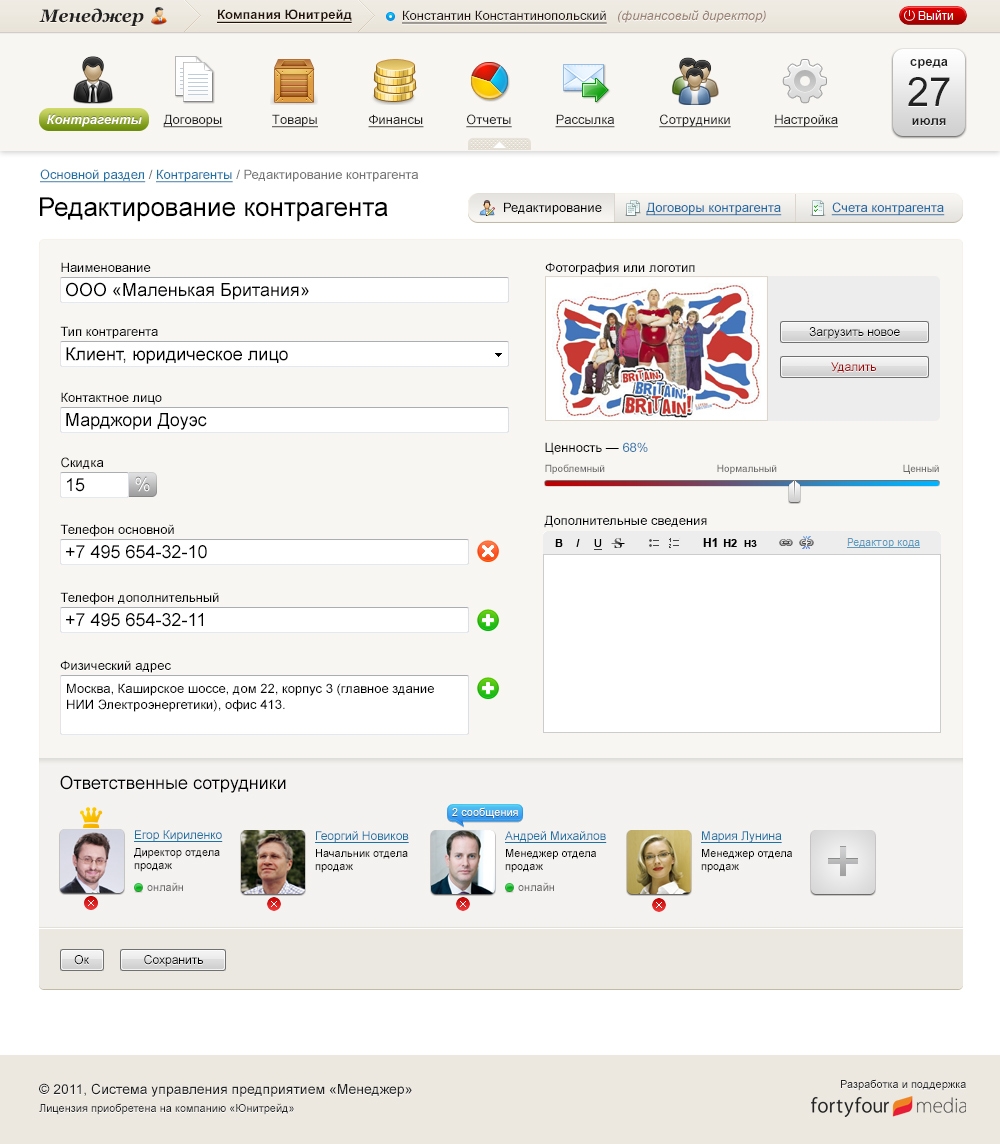 Менеджер
Компания Юнитрейд
Константин Константинопольский (финансовый директор)
Выйти
Контрагенты
Договоры
Товары
Финансы
Отчеты
Рассылка
Сотрудники
Настройка
среда
27
июля
Основной раздел / Контрагенты / Редактирование контрагента
Редактирование контрагента
Редактирование
Договоры контрагента
Счета контрагента
Наименование
ООО «Маленькая Британия»
Тип контрагента
Клиент, юридическое лицо
Контактное лицо
Марджори Доуэс
Скидка
15 %
Телефон основной
+7 495 654-32-10
Телефон дополнительный
+7 495 654-32-11
Физический адрес
Москва, Каширское шоссе, дом 22, корпус 3 (главное здание
НИИ Электроэнергетики), офис 413.
Фотография или логотип
BRITAIN!
BRITAIN!
BRITAIN!
Загрузить новое
Удалить
Ценность — 68%
Проблемный Нормальный Ценный
Дополнительные сведения
B I U S H1 H2 H3 Редактор кода
Ответственные сотрудники
Егор Кириленко
Директор отдела
продаж
онлайн
Георгий Новиков
Начальник отдела
продаж
2 сообщения
Андрей Михайлов
Менеджер отдела
продаж
онлайн
Мария Лунина
Менеджер отдела
продаж
Ок
Сохранить
© 2011, Система управления предприятием «Менеджер»
Лицензия приобретена на компанию «Юнитрейд»
Разработка и поддержка
fortyfour media